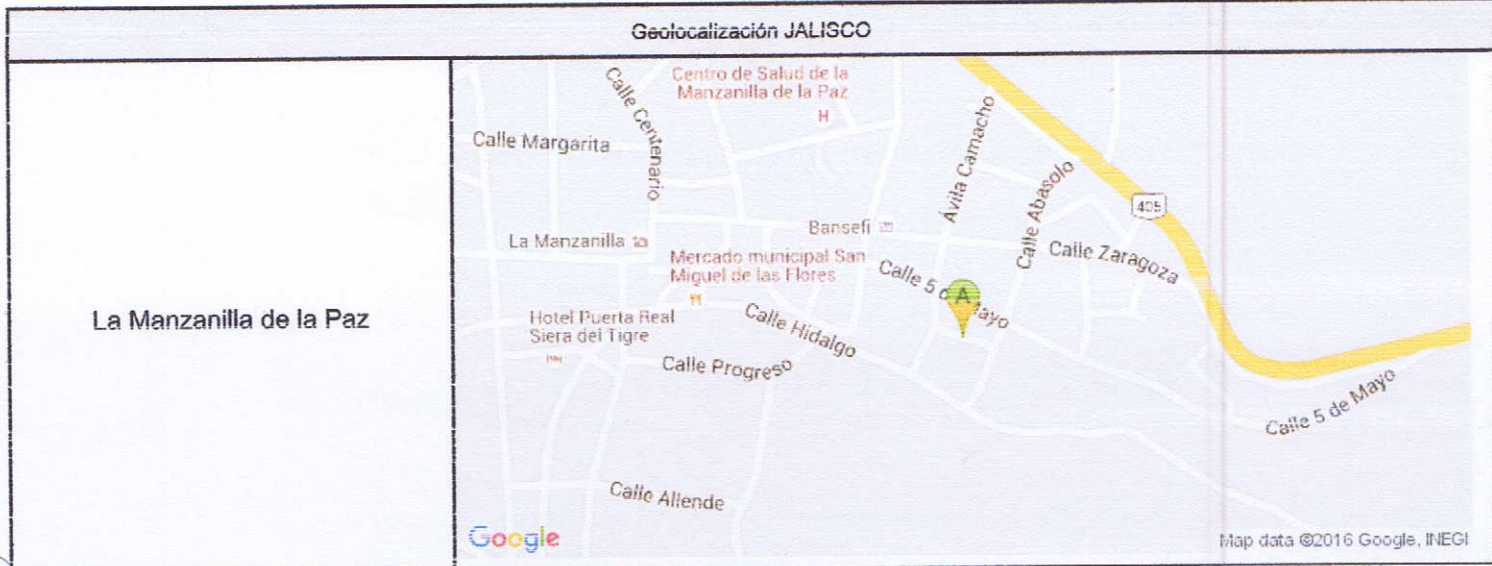 Geolocalización JALISCO
La Manzanilla de la Paz
Centro de Salud de la
Manzanilla de la Paz
H
Calle Centenario
Calle Margarita
Ávila Camacho
Calle Abasolo
405
Bansefi
La Manzanilla
Calle Zaragoza
Mercado municipal San
Miguel de las Flores
Calle 5 de Mayo
A
Hotel Puerta Real
Siera del Tigre
Calle Hidalgo
Calle Progreso
Calle 5 de Mayo
Calle Allende
Google
Map data ©2016 Google, INEGI